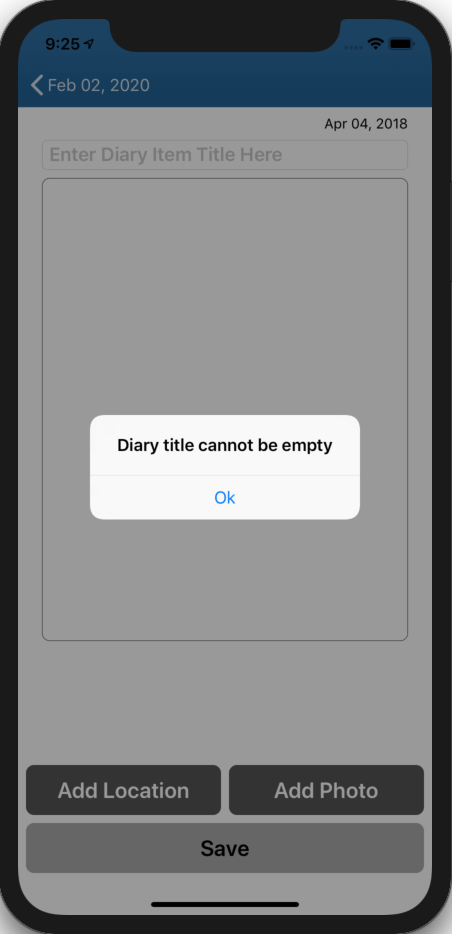 9:25
Feb 02, 2020
Apr 04, 2018
Enter Diary Item Title Here
Diary title cannot be empty
Ok
Add Location
Add Photo
Save